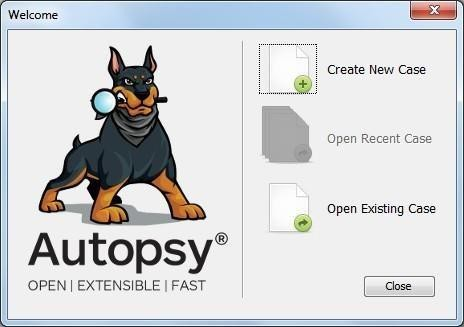 Welcome
Create New Case
Open Recent Case
Open Existing Case
Autopsy®
OPEN | EXTENSIBLE | FAST
Close